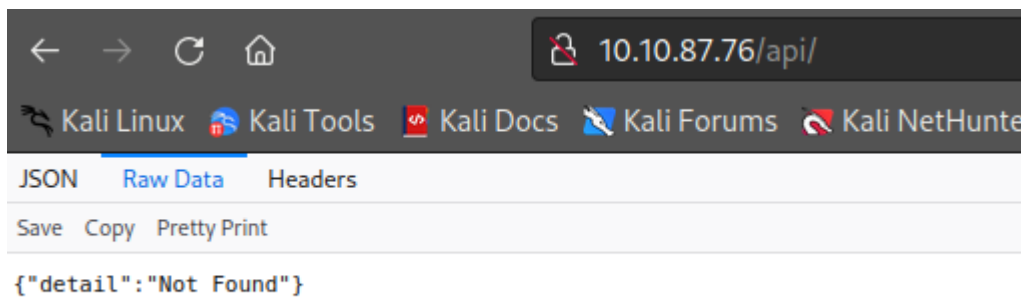 10.10.87.76/api/
Kali Linux Kali Tools Kali Docs Kali Forums Kali NetHunte
JSON Raw Data Headers
Save Copy Pretty Print
{"detail":"Not Found"}